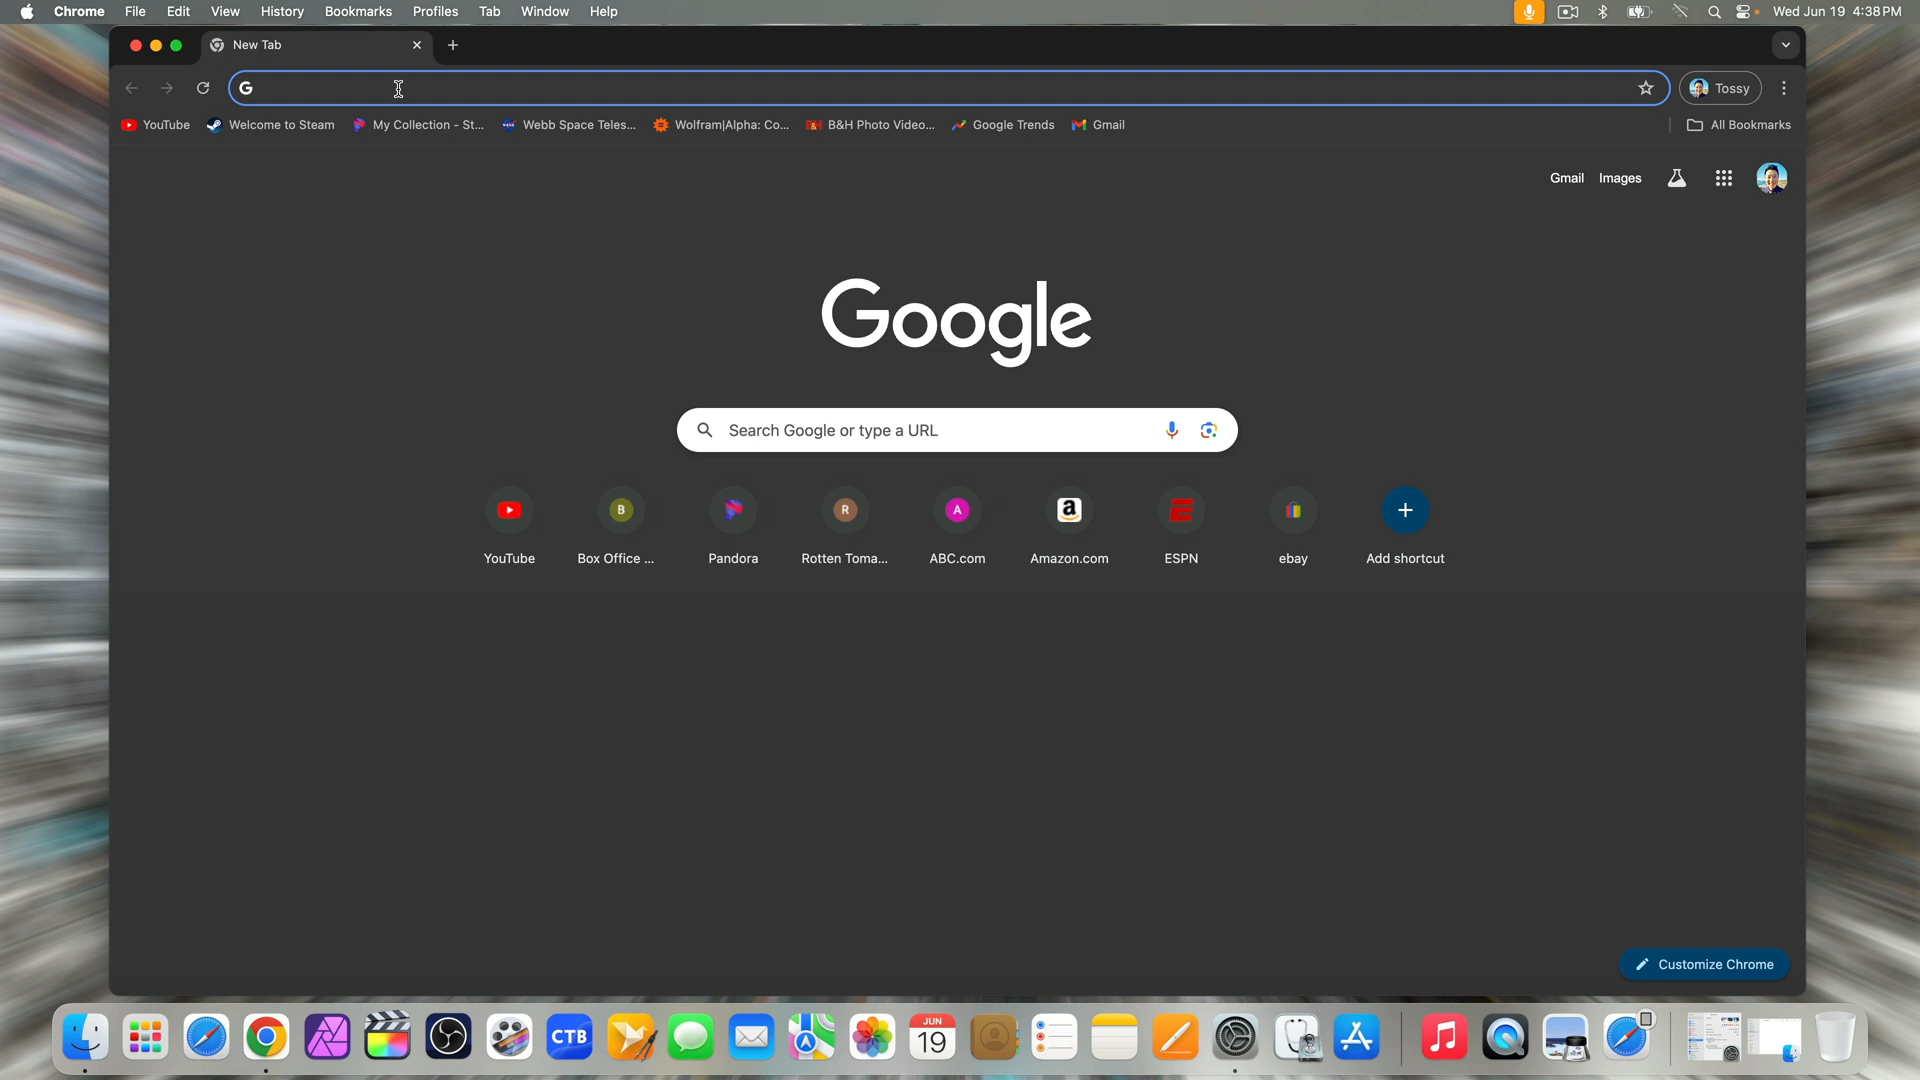 Chrome File Edit View History Bookmarks Profiles Tab Window Help Wed Jun 19 4:38 PM
New Tab
G Tossy
YouTube Welcome to Steam My Collection - St... Webb Space Teles... Wolfram|Alpha: Co... B&H Photo Video... Google Trends Gmail All Bookmarks
Gmail Images
Google
Search Google or type a URL
B R A a E
YouTube Box Office ... Pandora Rotten Toma... ABC.com Amazon.com ESPN ebay Add shortcut
Customize Chrome
CTB JUN
19